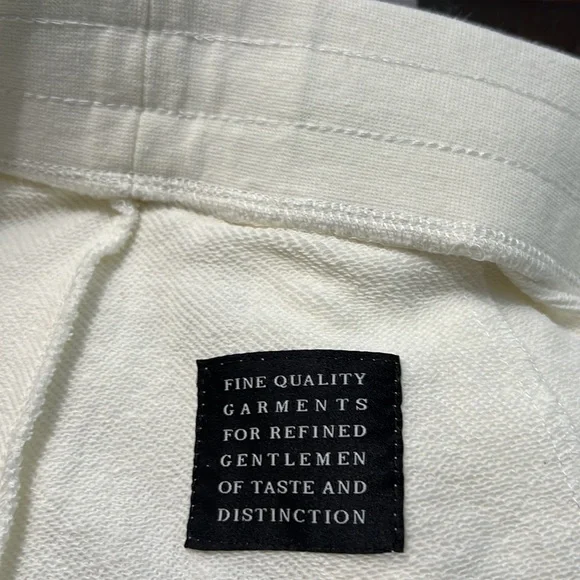 FINE QUALITY
GARMENTS
FOR REFINED
GENTLEMEN
OF TASTE AND
DISTINCTION